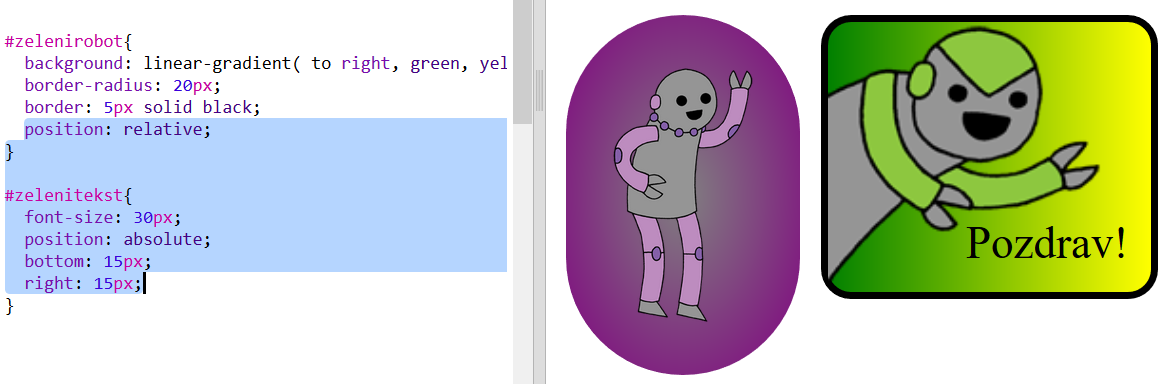 #zelenirobot{
background: linear-gradient( to right, green, yel
border-radius: 20px;
border: 5px solid black;
position: relative;
}
#zelenitekst{
font-size: 30px;
position: absolute;
bottom: 15px;
right: 15px;
}
Pozdrav!